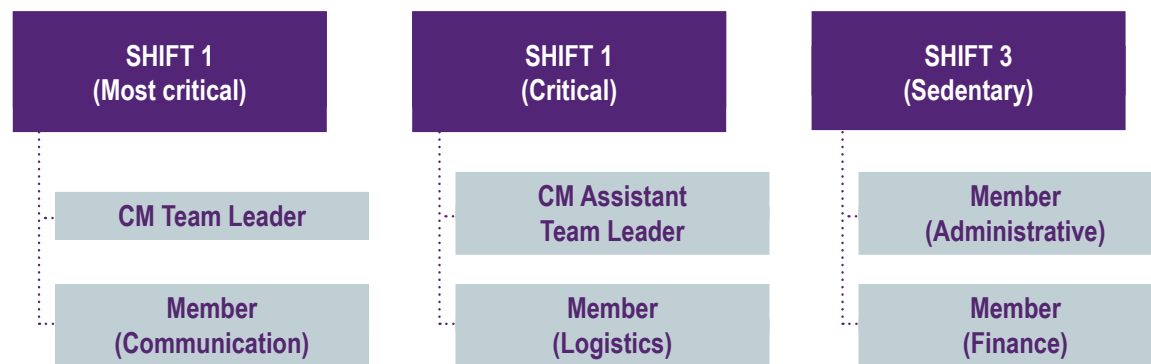 SHIFT 1
(Most critical)
CM Team Leader
Member
(Communication)
SHIFT 1
(Critical)
CM Assistant
Team Leader
Member
(Logistics)
SHIFT 3
(Sedentary)
Member
(Administrative)
Member
(Finance)